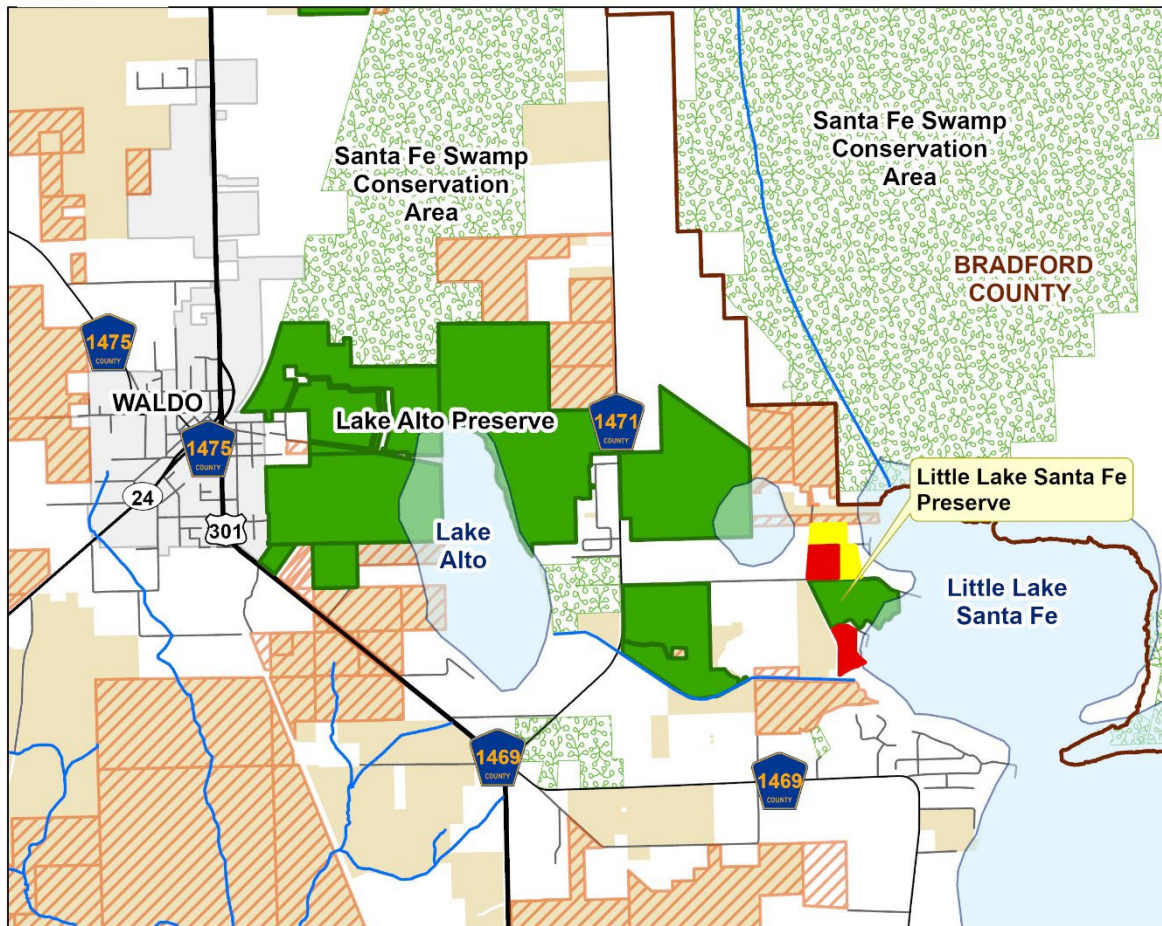 Santa Fe Swamp
Conservation
Area
Santa Fe Swamp
Conservation
Area
BRADFORD
COUNTY
1475
COUNTY
WALDO
Lake Alto Preserve
1471
COUNTY
1475
COUNTY
24
301
Little Lake Santa Fe
Preserve
Lake
Alto
Little Lake
Santa Fe
1469
COUNTY
1469
COUNTY